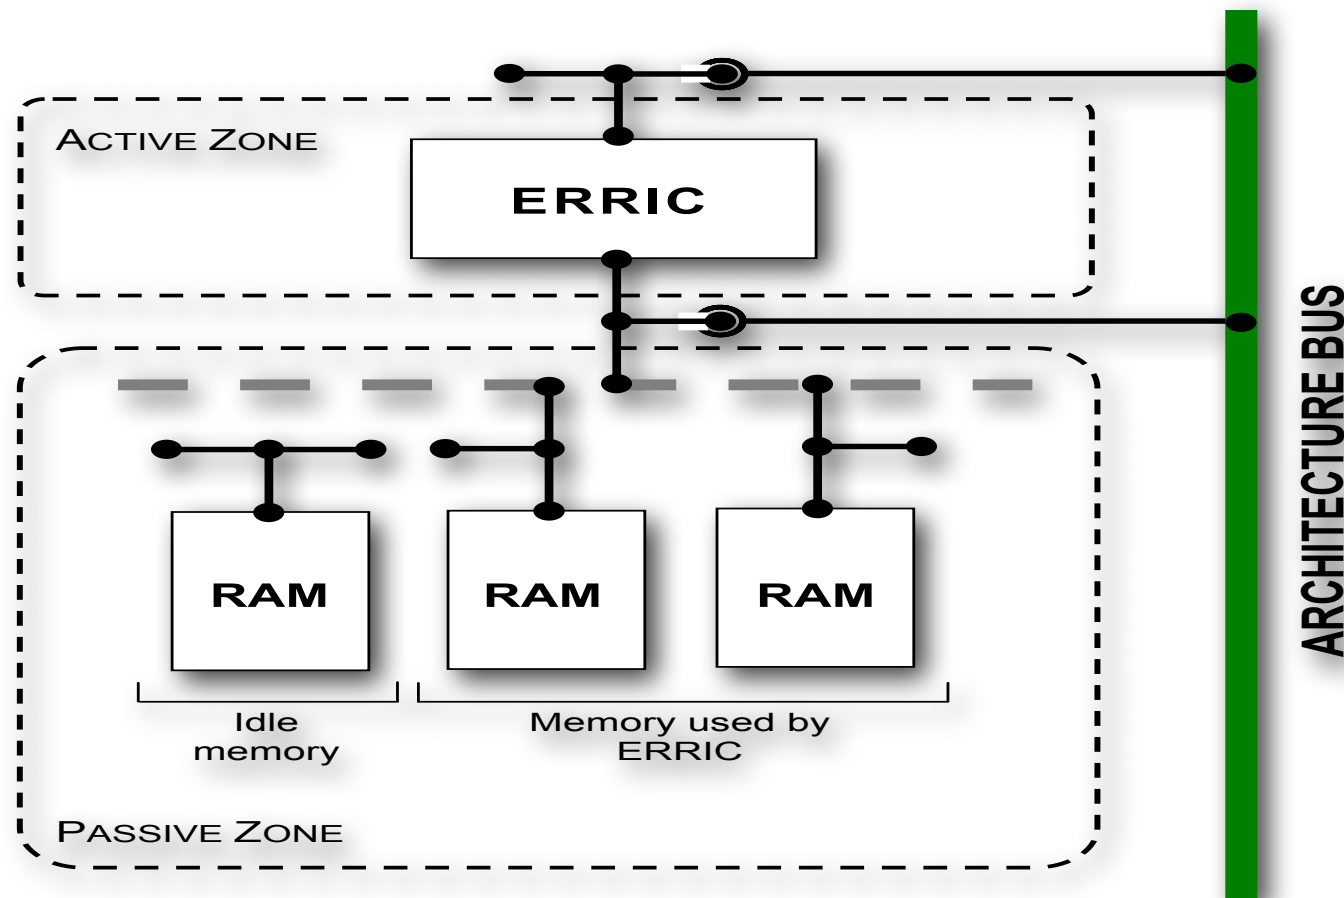 ACTIVE ZONE
ERRIC
ARCHITECTURE BUS
RAM RAM RAM
Idle
memory
Memory used by
ERRIC
PASSIVE ZONE